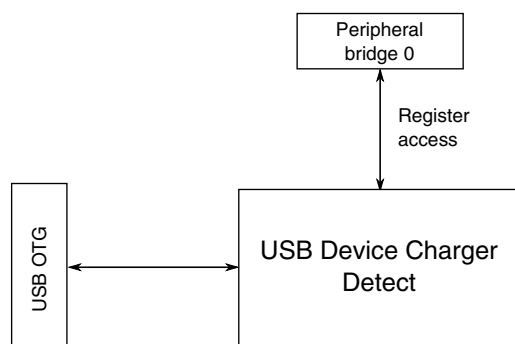 Peripheral
bridge 0
Register
access
USB OTG
USB Device Charger
Detect